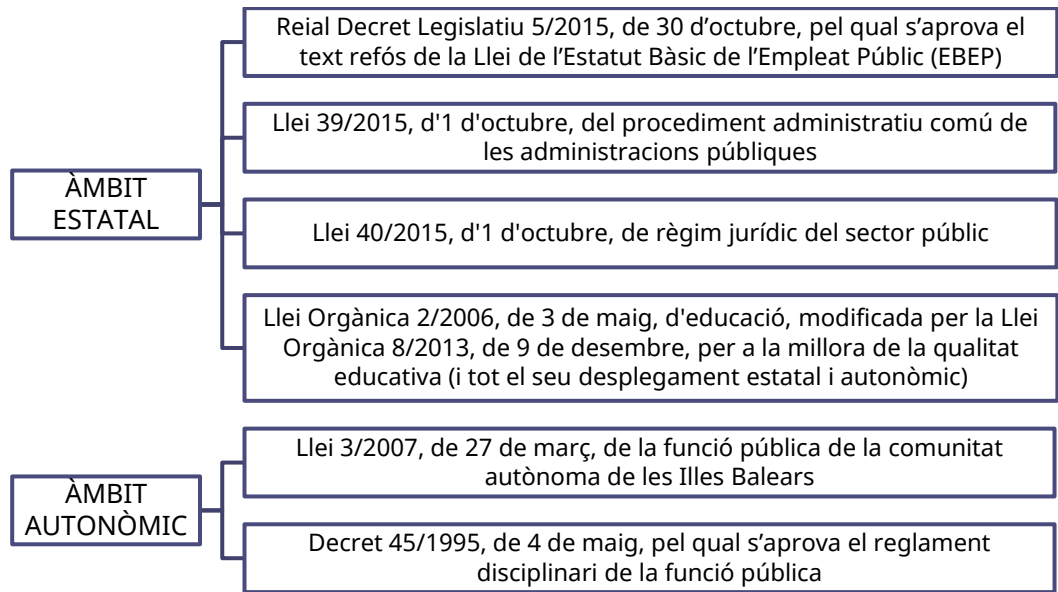 ÀMBIT
ESTATAL
Reial Decret Legislatiu 5/2015, de 30 d’octubre, pel qual s’aprova el
text refós de la Llei de l’Estatut Bàsic de l’Empleat Públic (EBEP)
Llei 39/2015, d'1 d'octubre, del procediment administratiu comú de
les administracions públiques
Llei 40/2015, d'1 d'octubre, de règim jurídic del sector públic
Llei Orgànica 2/2006, de 3 de maig, d'educació, modificada per la Llei
Orgànica 8/2013, de 9 de desembre, per a la millora de la qualitat
educativa (i tot el seu desplegament estatal i autonòmic)
ÀMBIT
AUTONÒMIC
Llei 3/2007, de 27 de març, de la funció pública de la comunitat
autònoma de les Illes Balears
Decret 45/1995, de 4 de maig, pel qual s’aprova el reglament
disciplinari de la funció pública